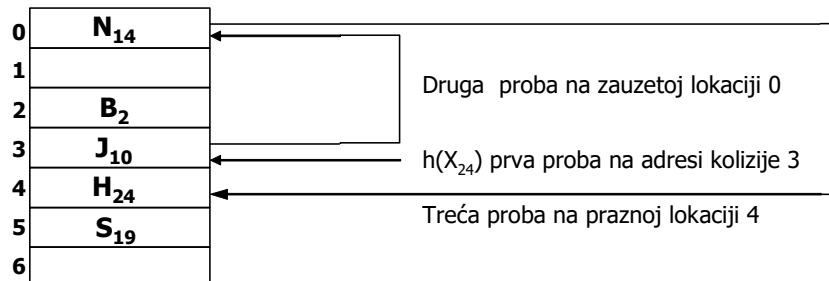 0 N₁₄
1
Druga proba na zauzetoj lokaciji 0
2 B₂
3 J₁₀
h(X₂₄) prva proba na adresi kolizije 3
4 H₂₄
Treća proba na praznoj lokaciji 4
5 S₁₉
6